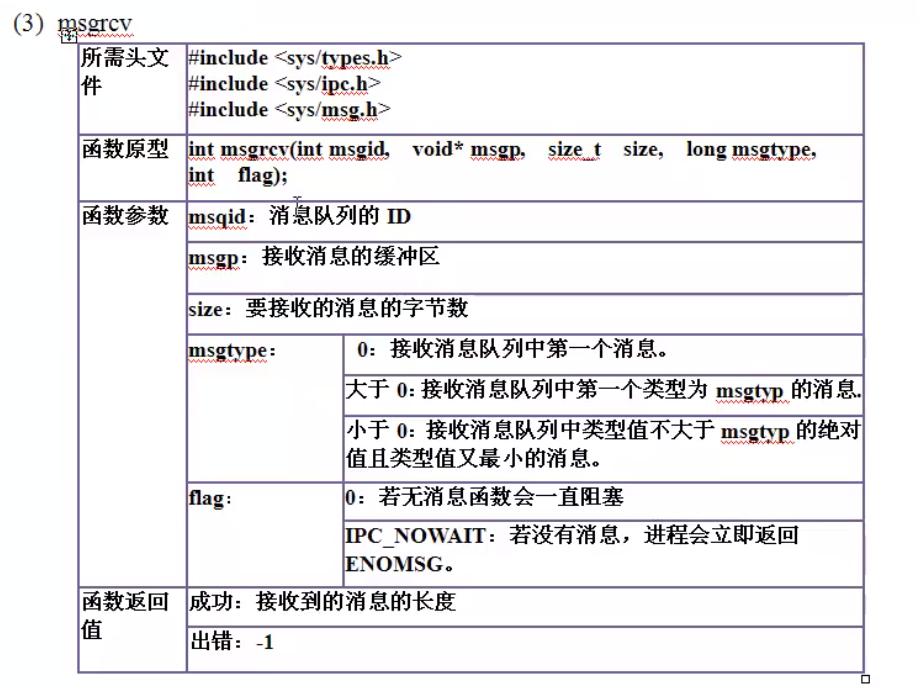 (3) msgrcv
所需头文件
#include <sys/types.h>
#include <sys/ipc.h>
#include <sys/msg.h>
函数原型
int msgrcv(int msgid, void* msgp, size_t size, long msgtype,
int flag);
函数参数
msqid：消息队列的 ID
msgp：接收消息的缓冲区
size：要接收的消息的字节数
msgtype：
0：接收消息队列中第一个消息。
大于 0：接收消息队列中第一个类型为 msgtyp 的消息.
小于 0：接收消息队列中类型值不大于 msgtyp 的绝对
值且类型值又最小的消息。
flag：
0：若无消息函数会一直阻塞
IPC_NOWAIT：若没有消息，进程会立即返回
ENOMSG。
函数返回值
成功：接收到的消息的长度
出错：-1